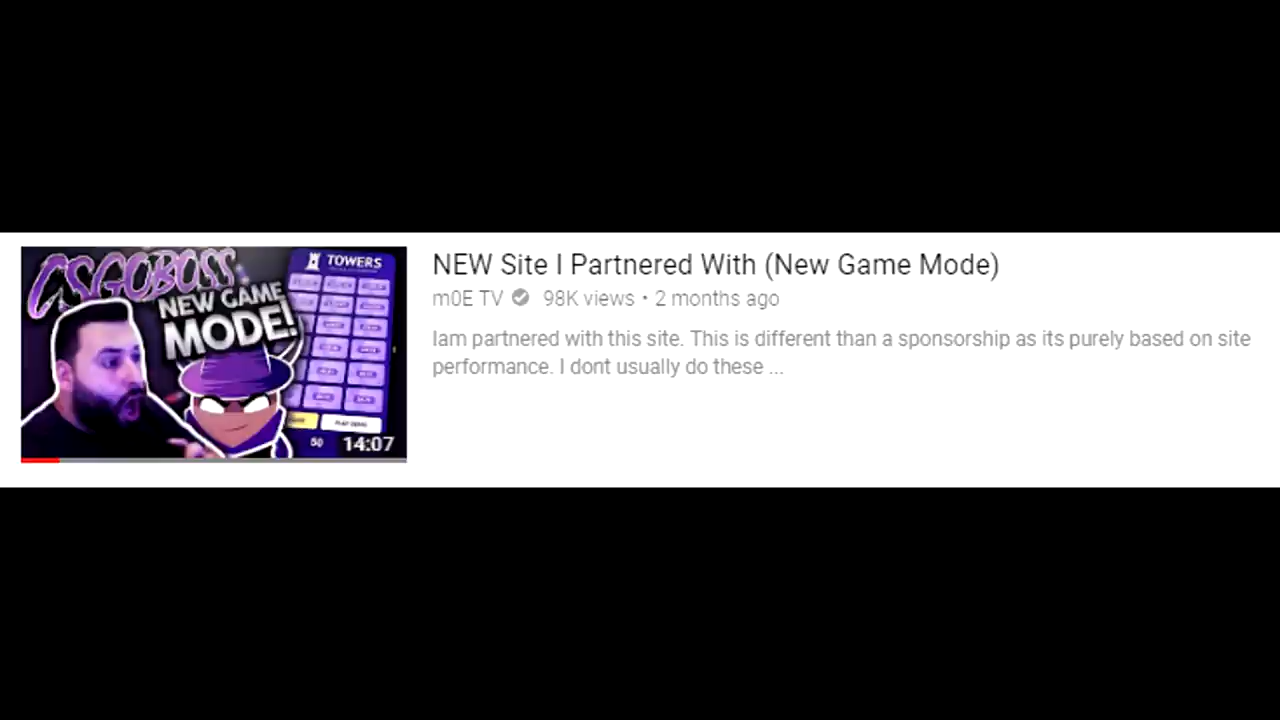 CSGOBOSS
NEW GAME
MODE!
TOWERS
50
14:07
NEW Site I Partnered With (New Game Mode)
m0E TV 98K views • 2 months ago
Iam partnered with this site. This is different than a sponsorship as its purely based on site
performance. I dont usually do these ...